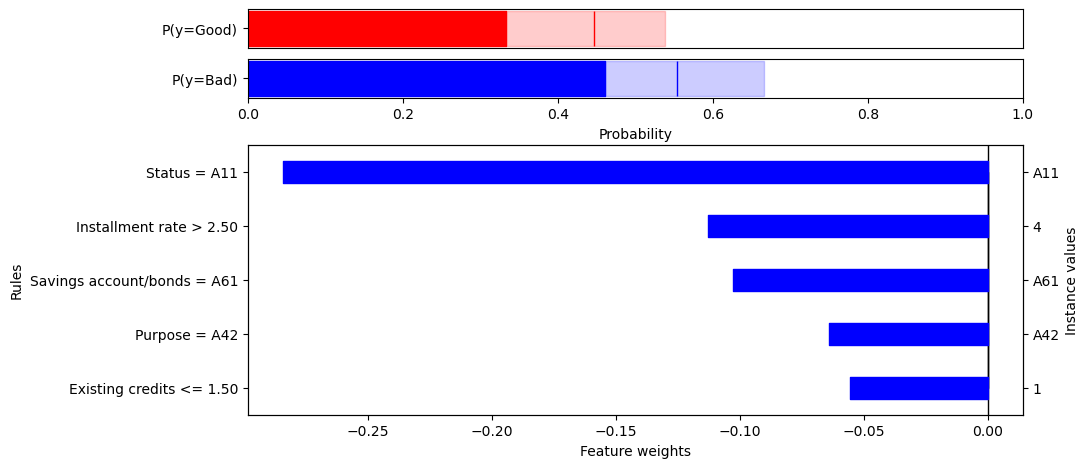 P(y=Good)
P(y=Bad)
0.0 0.2 0.4 0.6 0.8 1.0
Probability
Status = A11 A11
Installment rate > 2.50 4
Savings account/bonds = A61 A61
Purpose = A42 A42
Existing credits <= 1.50 1
Rules
Instance values
−0.25 −0.20 −0.15 −0.10 −0.05 0.00
Feature weights